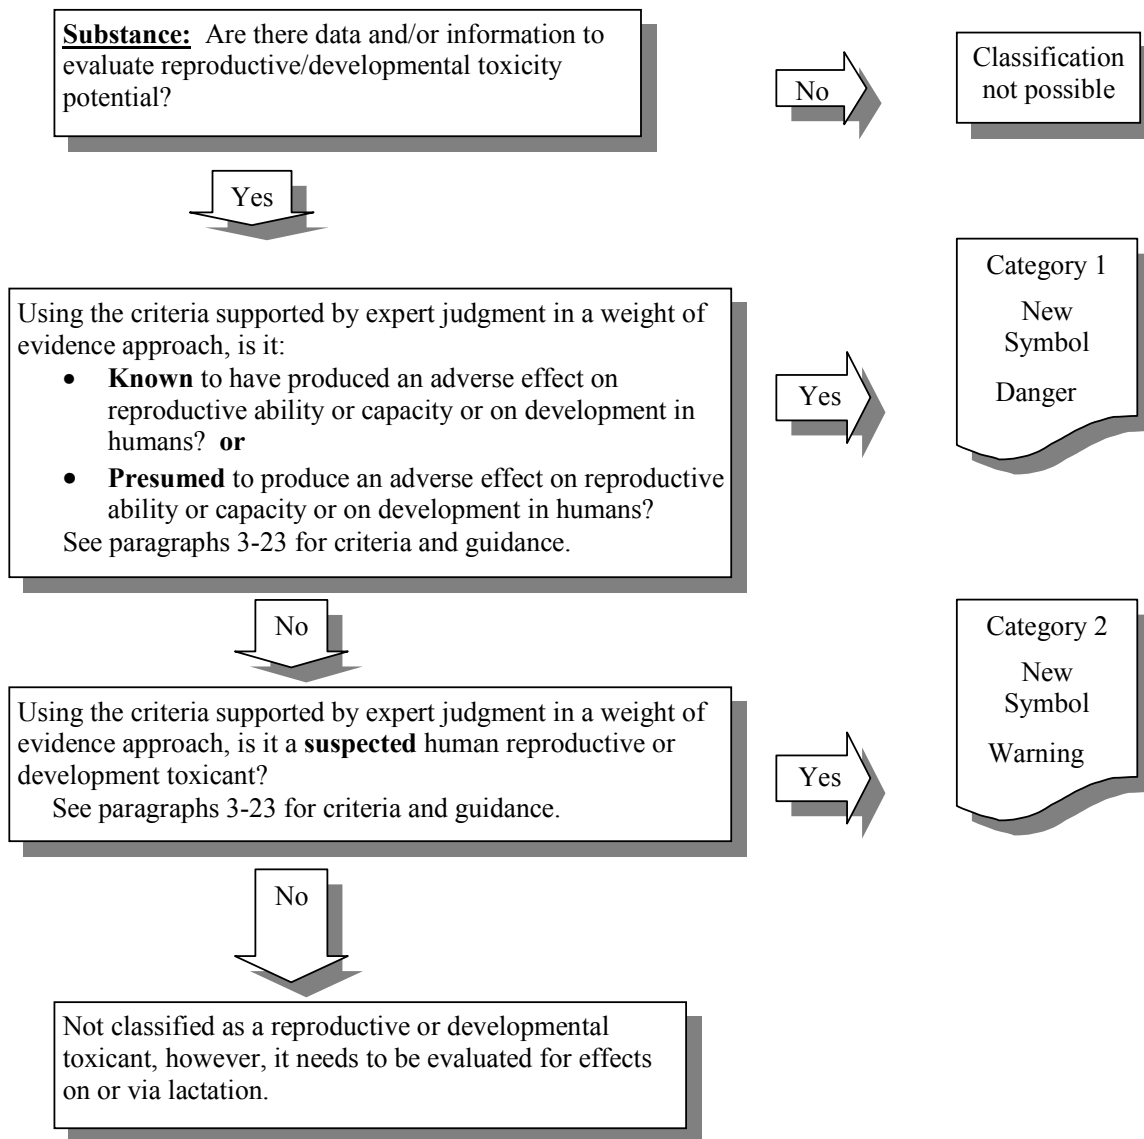 Substance: Are there data and/or information to
evaluate reproductive/developmental toxicity
potential?
No
Classification
not possible
Yes
Using the criteria supported by expert judgment in a weight of
evidence approach, is it:
• Known to have produced an adverse effect on
reproductive ability or capacity or on development in
humans? or
• Presumed to produce an adverse effect on reproductive
ability or capacity or on development in humans?
See paragraphs 3-23 for criteria and guidance.
Yes
Category 1
New
Symbol
Danger
No
Using the criteria supported by expert judgment in a weight of
evidence approach, is it a suspected human reproductive or
development toxicant?
See paragraphs 3-23 for criteria and guidance.
Yes
Category 2
New
Symbol
Warning
No
Not classified as a reproductive or developmental
toxicant, however, it needs to be evaluated for effects
on or via lactation.